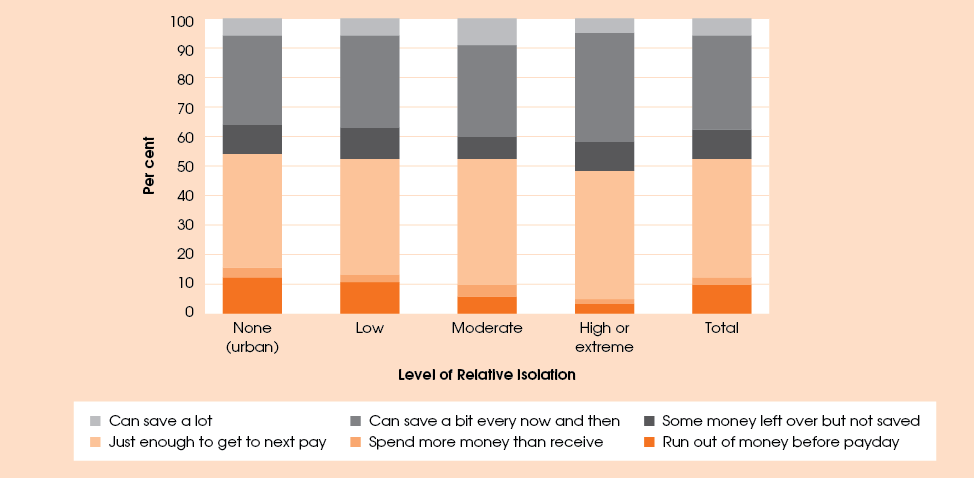 100
90
80
70
60
50
40
30
20
10
0
Per cent
None
(urban)
Low
Moderate
High or
extreme
Total
Level of Relative Isolation
Can save a lot
Can save a bit every now and then
Some money left over but not saved
Just enough to get to next pay
Spend more money than receive
Run out of money before payday